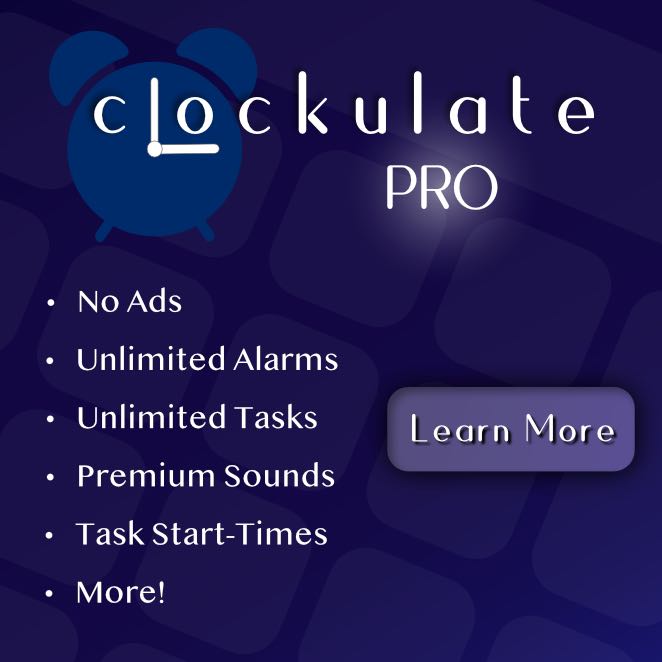 clockulate
PRO
• No Ads
• Unlimited Alarms
• Unlimited Tasks
Learn More
• Premium Sounds
• Task Start-Times
• More!